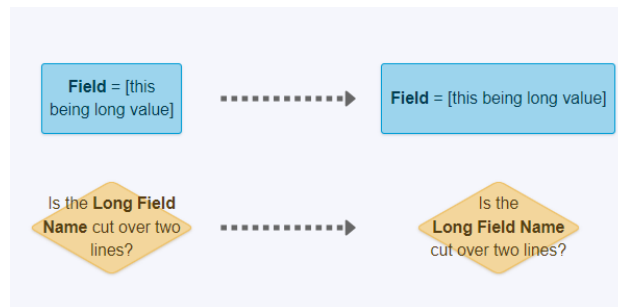 Field = [this
being long value]
Field = [this being long value]
Is the Long Field
Name cut over two
lines?
Is the
Long Field Name
cut over two lines?